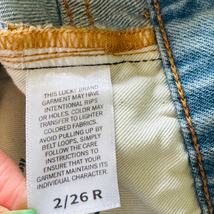 THIS LUCKY BRAND
GARMENT MAY HAVE
INTENTIONAL RIPS
OR HOLES. COLOR MAY
TRANSFER TO LIGHTER
COLORED FABRICS.
AVOID PULLING UP BY
BELT LOOPS, SIMPLY
FOLLOW THE CARE
INSTRUCTIONS TO
ENSURE THAT YOUR
GARMENT MAINTAINS
ITS INDIVIDUAL
CHARACTER.
2/26 R